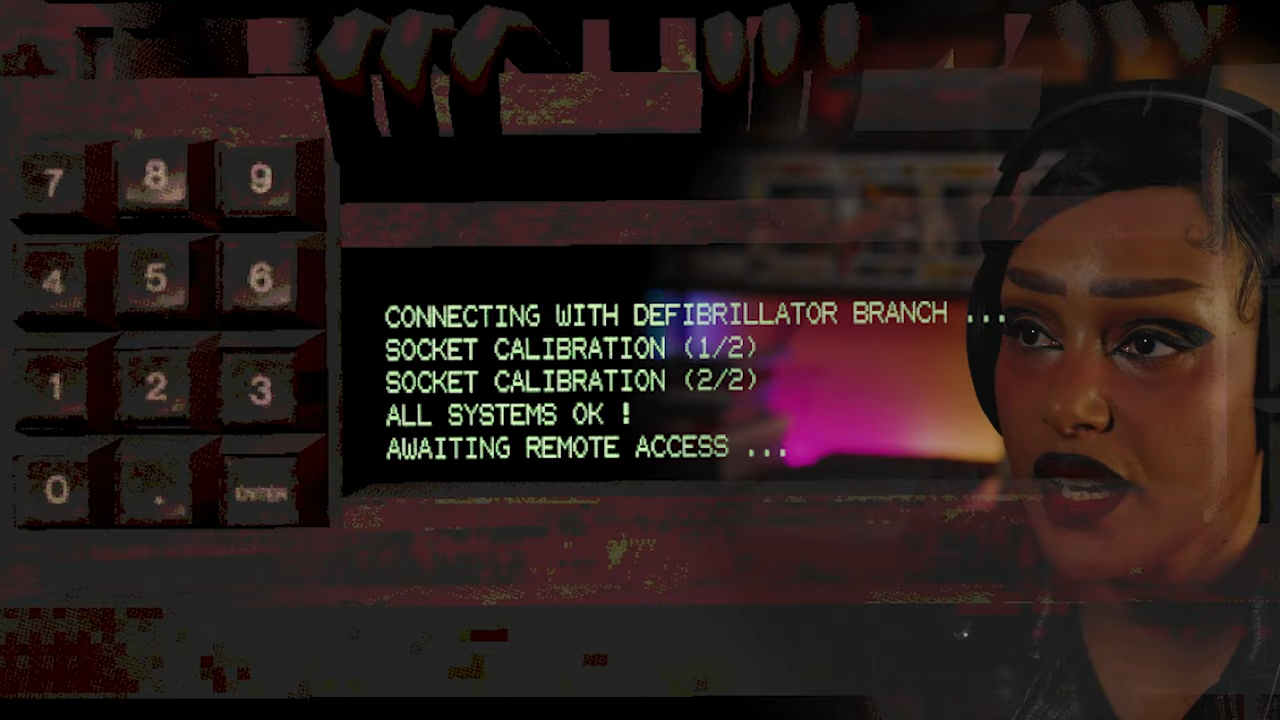 7 8 9
4 5 6
1 2 3
0 .
CONNECTING WITH DEFIBRILLATOR BRANCH ...
SOCKET CALIBRATION (1/2)
SOCKET CALIBRATION (2/2)
ALL SYSTEMS OK !
AWAITING REMOTE ACCESS ...